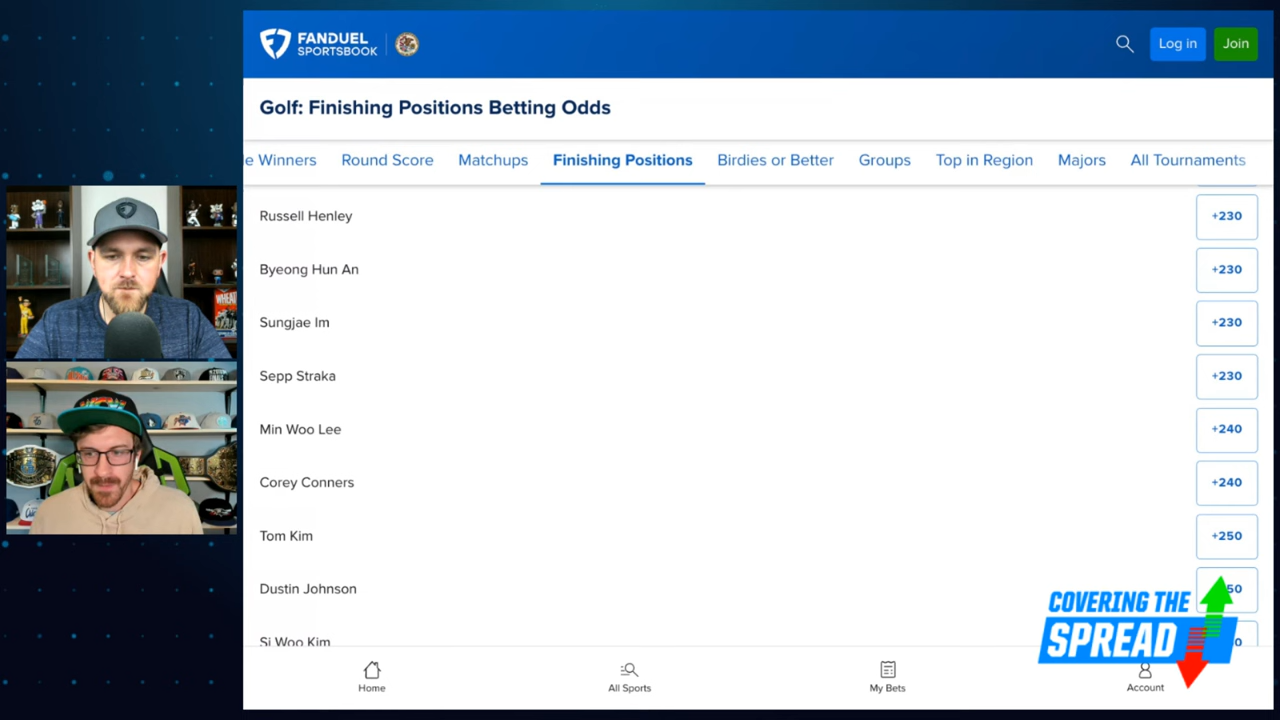 FANDUEL
SPORTSBOOK
Log in
Join
Golf: Finishing Positions Betting Odds
e Winners
Round Score
Matchups
Finishing Positions
Birdies or Better
Groups
Top in Region
Majors
All Tournaments
Russell Henley
+230
Byeong Hun An
+230
Sungjae Im
+230
Sepp Straka
+230
Min Woo Lee
+240
Corey Conners
+240
Tom Kim
+250
Dustin Johnson
50
Si Woo Kim
0
COVERING THE
SPREAD
Home
All Sports
My Bets
Account
WHEATIES